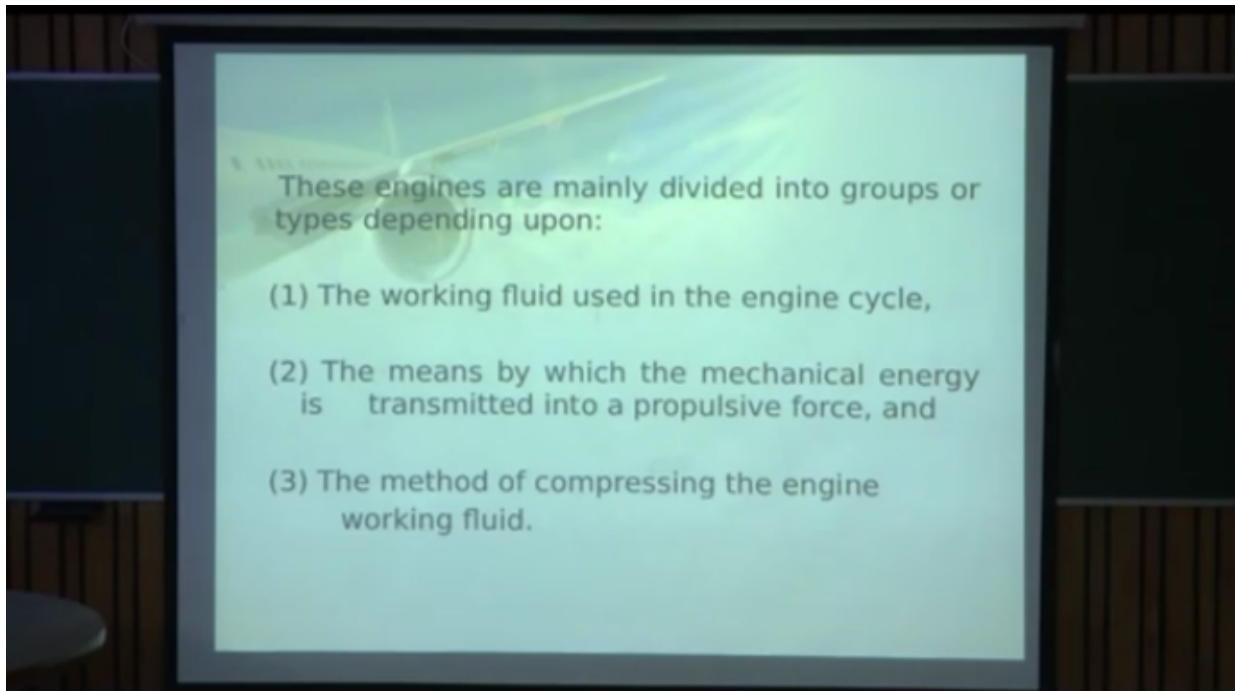 These engines are mainly divided into groups or
types depending upon:
(1) The working fluid used in the engine cycle,
(2) The means by which the mechanical energy
is transmitted into a propulsive force, and
(3) The method of compressing the engine
working fluid.